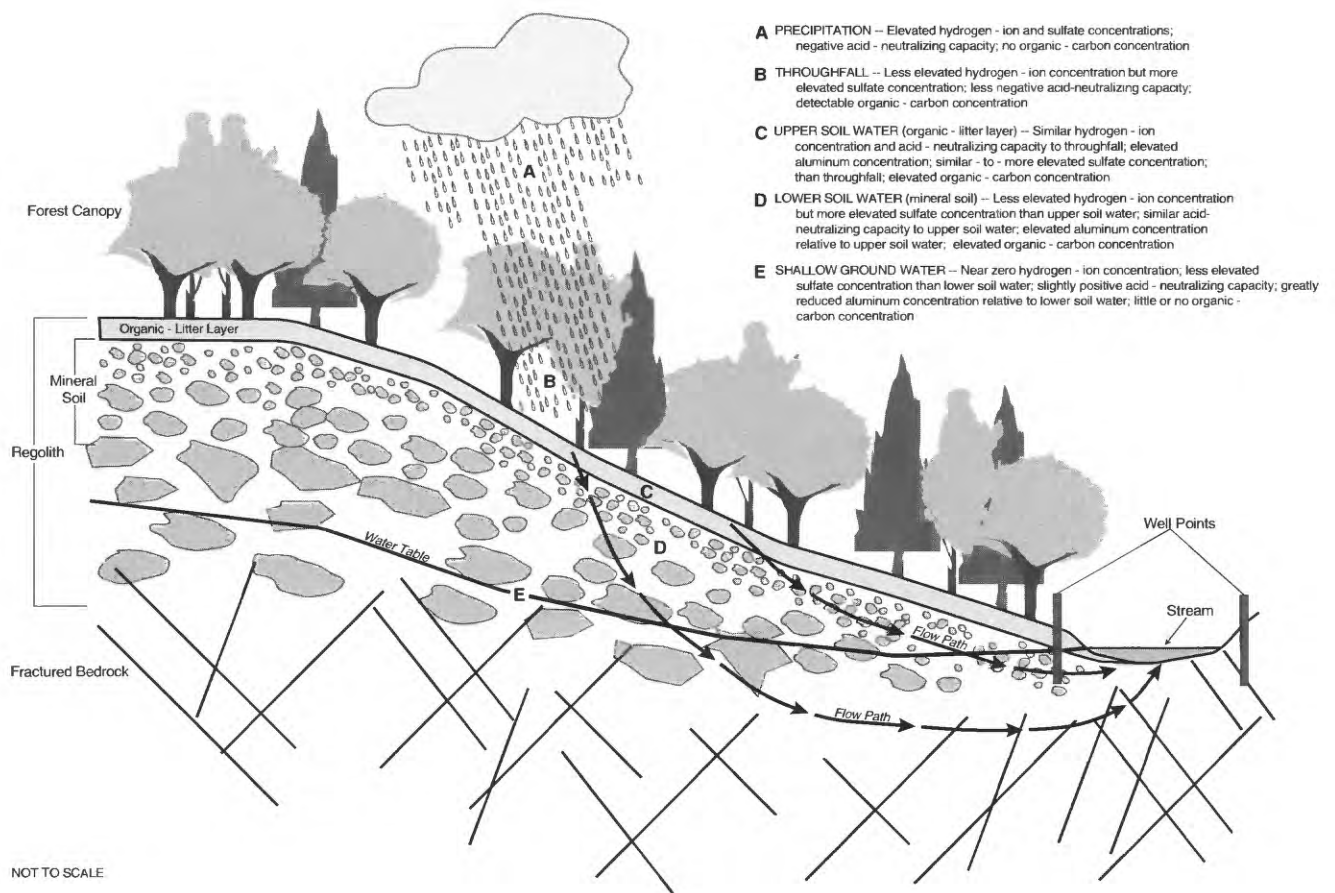 A PRECIPITATION -- Elevated hydrogen - ion and sulfate concentrations;
negative acid - neutralizing capacity; no organic - carbon concentration
B THROUGHFALL -- Less elevated hydrogen - ion concentration but more
elevated sulfate concentration; less negative acid-neutralizing capacity;
detectable organic - carbon concentration
C UPPER SOIL WATER (organic - litter layer) -- Similar hydrogen - ion
concentration and acid - neutralizing capacity to throughfall; elevated
aluminum concentration; similar - to - more elevated sulfate concentration;
than throughfall; elevated organic - carbon concentration
D LOWER SOIL WATER (mineral soil) -- Less elevated hydrogen - ion concentration
but more elevated sulfate concentration than upper soil water; similar acid-
neutralizing capacity to upper soil water; elevated aluminum concentration
relative to upper soil water; elevated organic - carbon concentration
E SHALLOW GROUND WATER -- Near zero hydrogen - ion concentration; less elevated
sulfate concentration than lower soil water; slightly positive acid - neutralizing capacity; greatly
reduced aluminum concentration relative to lower soil water; little or no organic -
carbon concentration
A
Forest Canopy
Organic - Litter Layer
B
Mineral
Soil
Regolith
C
Well Points
Water Table
D
E
Stream
Flow Path
Fractured Bedrock
Flow Path
NOT TO SCALE